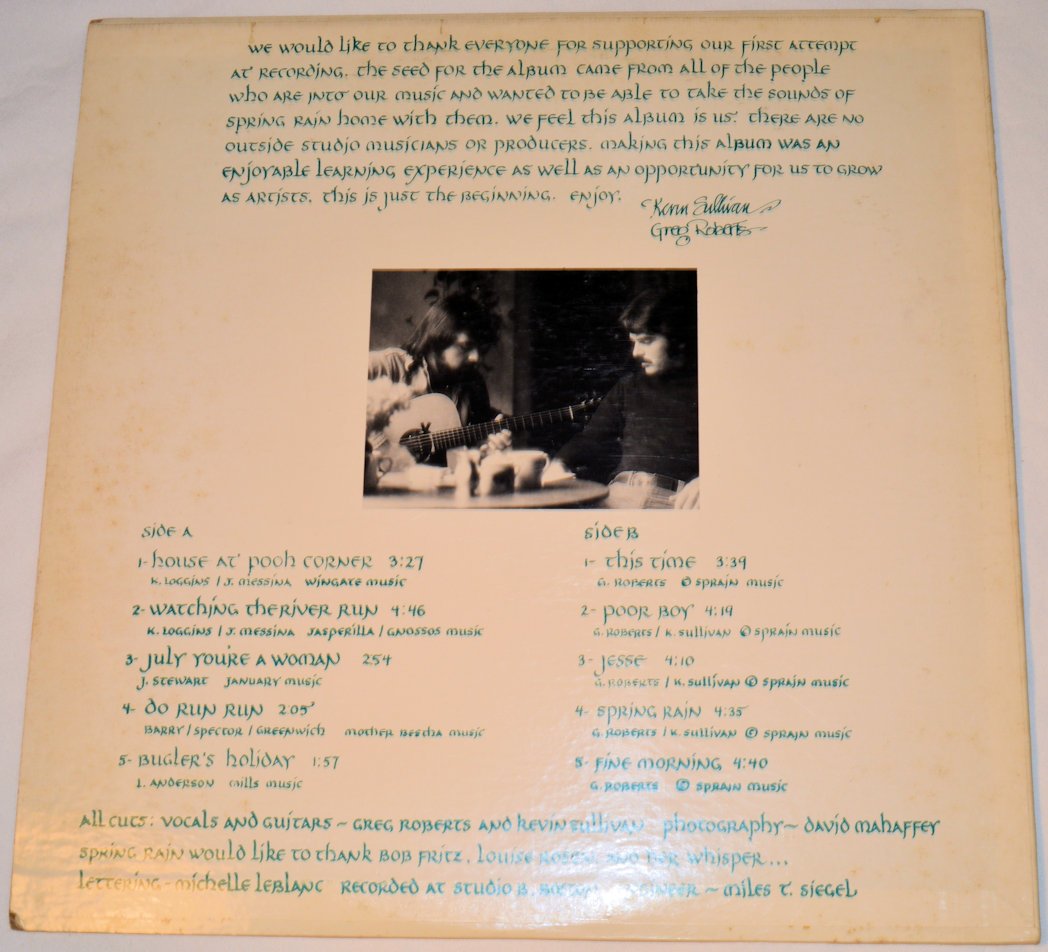 we would like to thank everyone for supporting our first attempt
at recording. the seed for the album came from all of the people
who are into our music and wanted to be able to take the sounds of
spring rain home with them. we feel this album is us. there are no
outside studio musicians or producers. making this album was an
enjoyable learning experience as well as an opportunity for us to grow
as artists. this is just the beginning. enjoy.
Kevin Sullivan
Greg Roberts
side A
1- house at pooh corner 3:27
k. loggins / j. messina wingate music
2- watching the river run 4:46
k. loggins / j. messina jasperilla / gnossos music
3- july you're a woman 2:54
j. stewart january music
4- do run run 2:05
barry / spector / greenwich mother bertha music
5- bugler's holiday 1:57
l. anderson mills music
side B
1- this time 3:39
g. roberts © sprain music
2- poor boy 4:19
g. roberts / k. sullivan © sprain music
3- jesse 4:10
g. roberts / k. sullivan © sprain music
4- spring rain 4:35
g. roberts / k. sullivan © sprain music
5- fine morning 4:40
g. roberts © sprain music
all cuts: vocals and guitars ~ greg roberts and kevin sullivan photography ~ david mahaffey
spring rain would like to thank bob fritz, louise and whisper...
lettering - michelle leblanc recorded at studio b, engineer ~ miles t. siegel